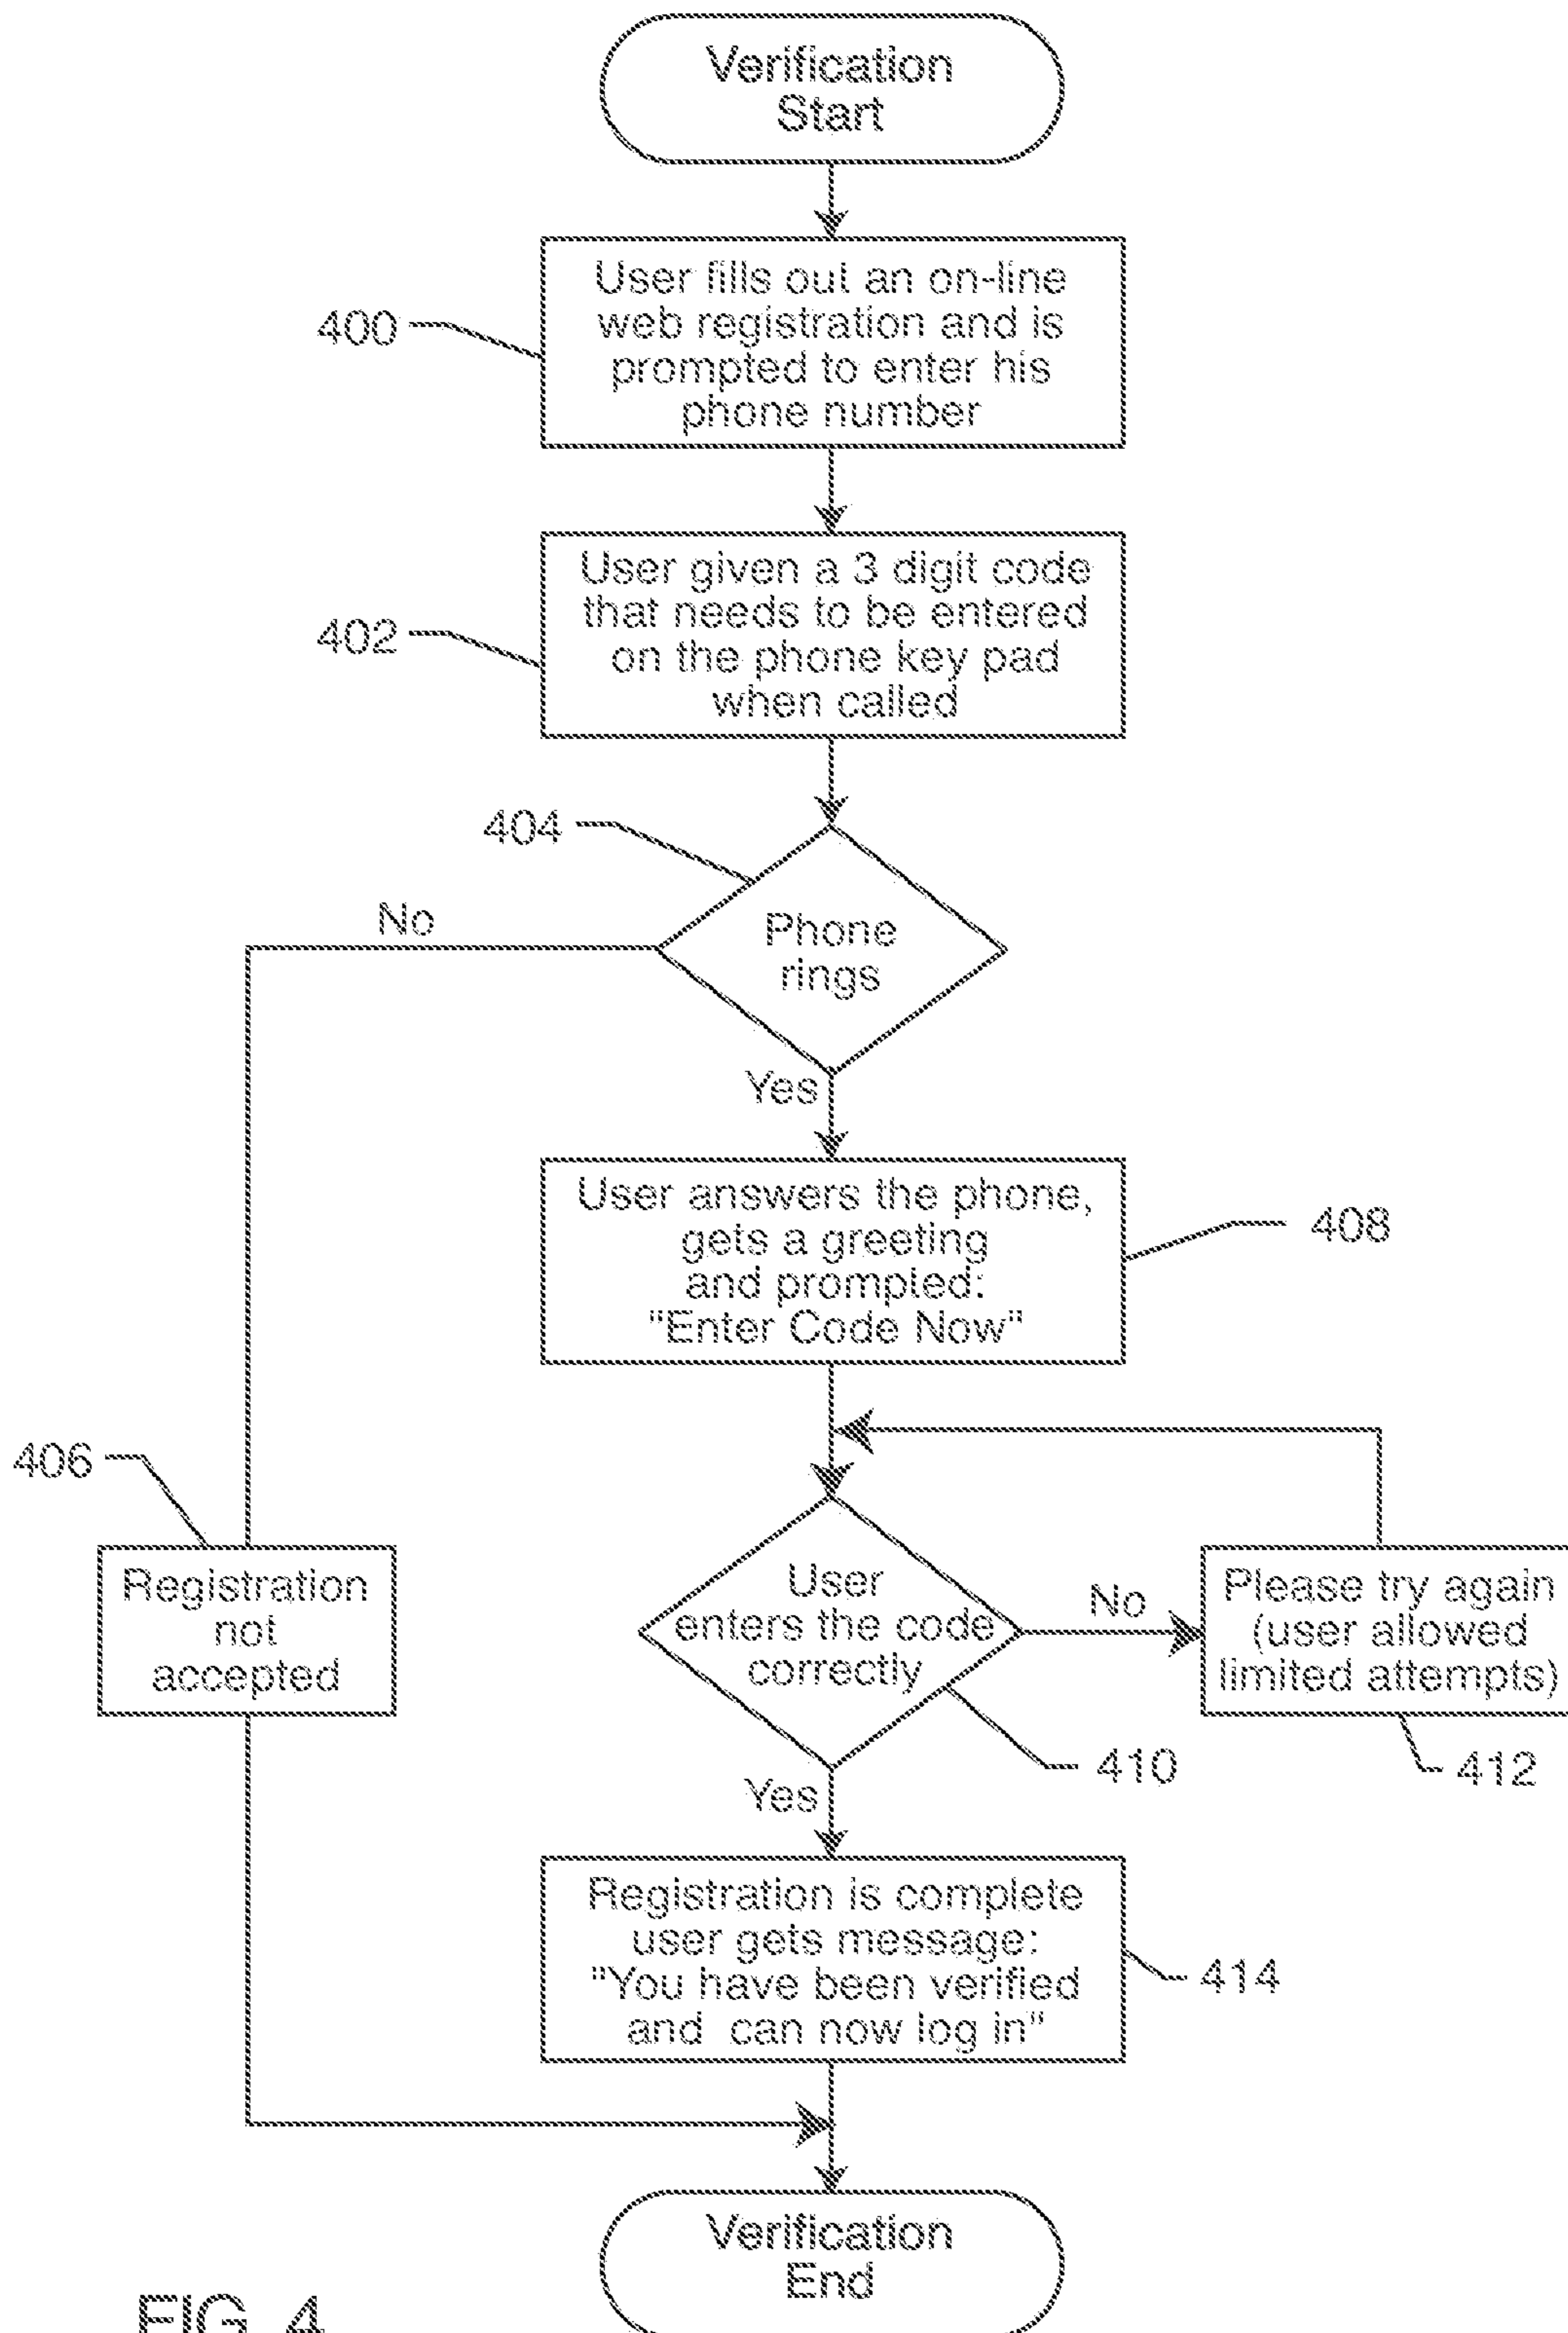 Verification
Start
400
User fills out an on-line
web registration and is
prompted to enter his
phone number
402
User given a 3 digit code
that needs to be entered
on the phone key pad
when called
404
Phone
rings
No
Yes
User answers the phone,
gets a greeting
and prompted:
"Enter Code Now"
408
406
Registration
not
accepted
User
enters the code
correctly
No
Please try again
(user allowed
limited attempts)
410
412
Yes
Registration is complete
user gets message:
"You have been verified
and can now log in"
414
Verification
End
FIG. 4